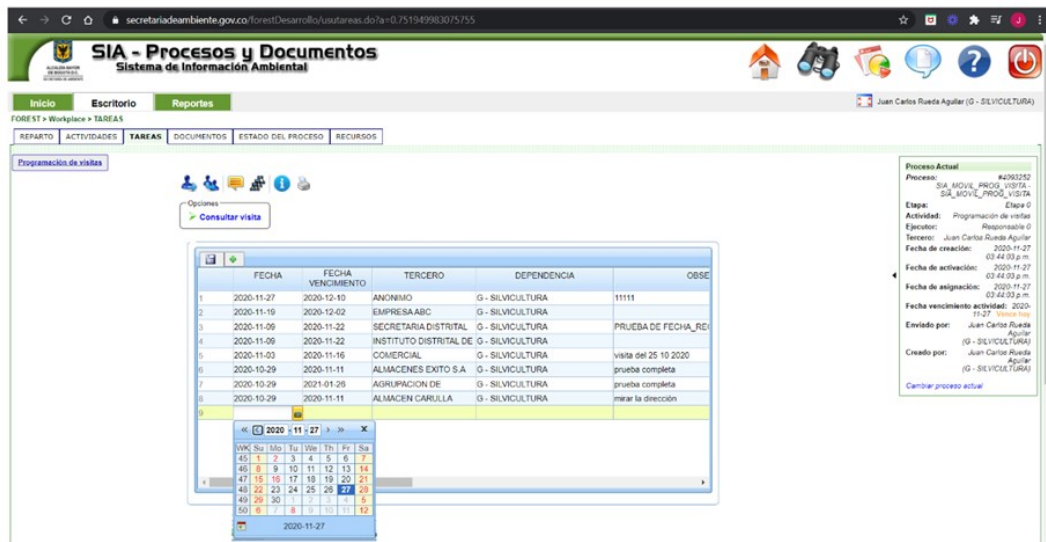 secretariadeambiente.gov.co/forestDesarrollo/usutareas.do?a=0.751949983075755
J
ALCALDÍA MAYOR
DE BOGOTÁ D.C.
SIA - Procesos y Documentos
Sistema de Información Ambiental
Inicio Escritorio Reportes
Juan Carlos Rueda Aguilar (G - SILVICULTURA)
FOREST > Workplace > TAREAS
REPARTO ACTIVIDADES TAREAS DOCUMENTOS ESTADO DEL PROCESO RECURSOS
Programación de visitas
Opciones
Consultar visita
FECHA FECHA VENCIMIENTO TERCERO DEPENDENCIA OBSE
1 2020-11-27 2020-12-10 ANONIMO G - SILVICULTURA 11111
2 2020-11-19 2020-12-02 EMPRESA ABC G - SILVICULTURA
3 2020-11-09 2020-11-22 SECRETARIA DISTRITAL G - SILVICULTURA PRUEBA DE FECHA_RE
4 2020-11-09 2020-11-22 INSTITUTO DISTRITAL DE G - SILVICULTURA
5 2020-11-03 2020-11-16 COMERCIAL G - SILVICULTURA visita del 25 10 2020
6 2020-10-29 2020-11-11 ALMACENES EXITO S.A G - SILVICULTURA prueba completa
7 2020-10-29 2021-01-26 AGRUPACION DE G - SILVICULTURA prueba completa
8 2020-10-29 2020-11-11 ALMACEN CARULLA G - SILVICULTURA mirar la dirección
9
« < 2020 - 11 - 27 > » X
WK Su Mo Tu We Th Fr Sa
45 1 2 3 4 5 6 7
46 8 9 10 11 12 13 14
47 15 16 17 18 19 20 21
48 22 23 24 25 26 27 28
49 29 30 1 2 3 4 5
50 6 7 8 9 10 11 12
2020-11-27
Proceso Actual
Proceso: #4093252
SIA_MOVIL_PROG_VISITA -
SIA_MOVIL_PROG_VISITA
Etapa: Etapa 0
Actividad: Programación de visitas
Ejecutor: Responsable 0
Tercero: Juan Carlos Rueda Aguilar
Fecha de creación: 2020-11-27
03:44:03 p.m.
Fecha de activación: 2020-11-27
03:44:03 p.m.
Fecha de asignación: 2020-11-27
03:44:03 p.m.
Fecha vencimiento actividad: 2020-
11-27 Vence hoy
Enviado por: Juan Carlos Rueda
Aguilar
(G - SILVICULTURA)
Creado por: Juan Carlos Rueda
Aguilar
(G - SILVICULTURA)
Cambiar proceso actual